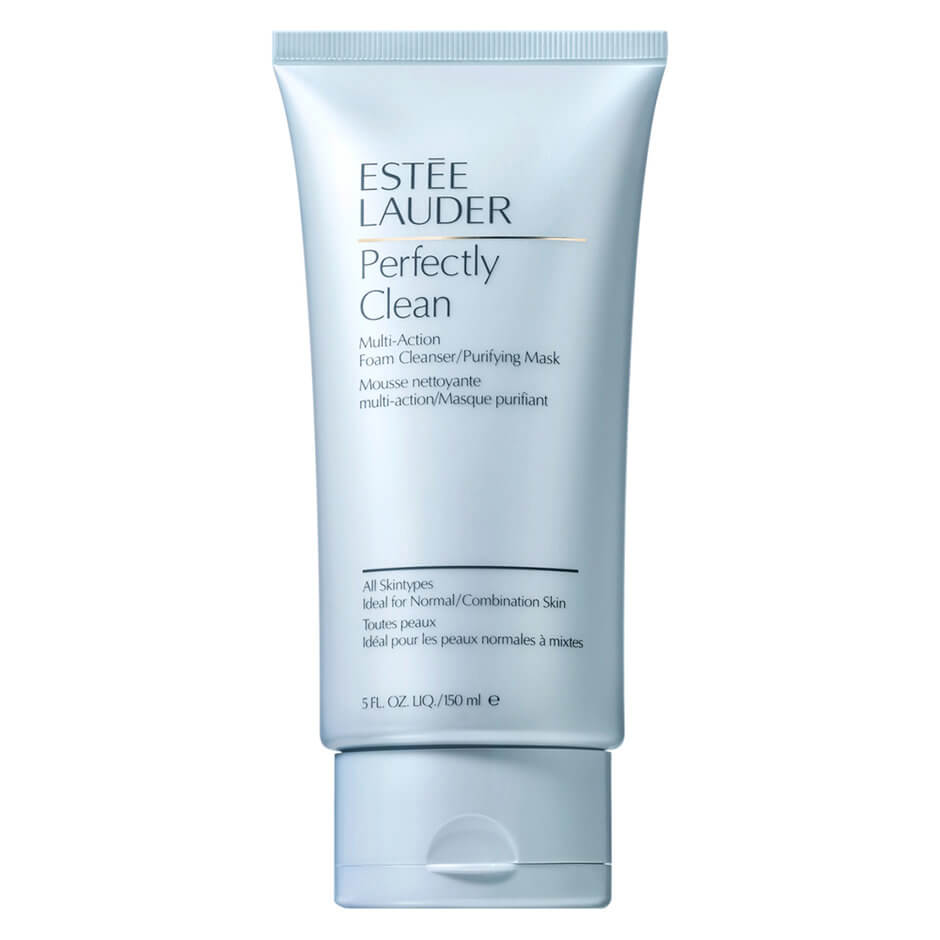 ESTĒE
LAUDER
Perfectly
Clean
Multi-Action
Foam Cleanser/Purifying Mask
Mousse nettoyante
multi-action/Masque purifiant
All Skintypes
Ideal for Normal/Combination Skin
Toutes peaux
Idéal pour les peaux normales à mixtes
5 FL. OZ. LIQ./150 ml ℮